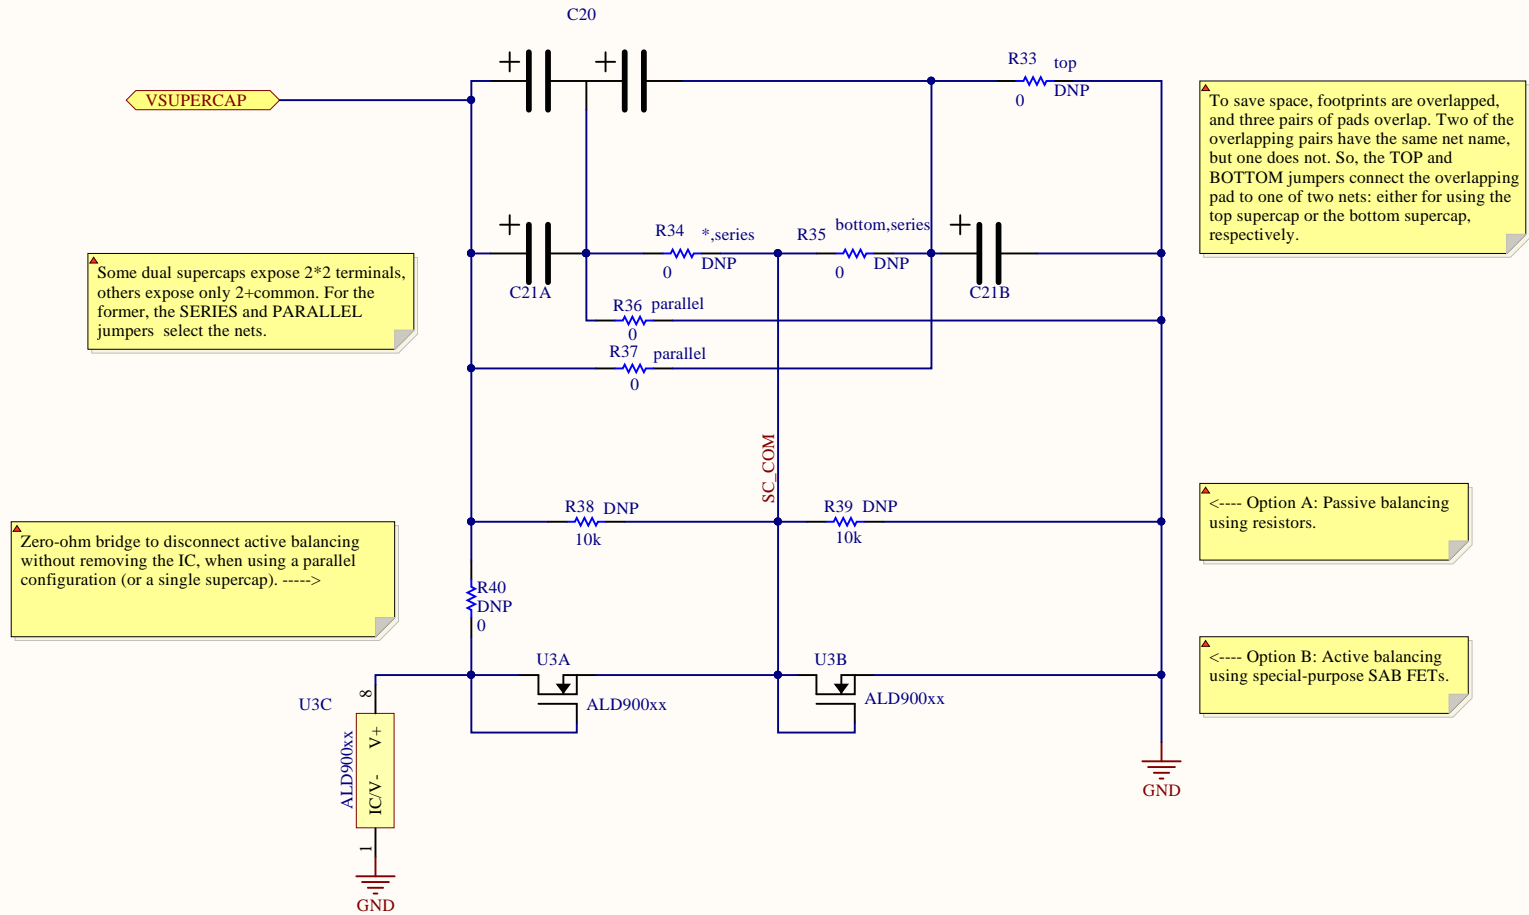 C20
R33
top
DNP
0
VSUPERCAP
To save space, footprints are overlapped,
and three pairs of pads overlap. Two of the
overlapping pairs have the same net name,
but one does not. So, the TOP and
BOTTOM jumpers connect the overlapping
pad to one of two nets: either for using the
top supercap or the bottom supercap,
respectively.
R34
*,series
DNP
0
R35
bottom,series
DNP
0
C21A
C21B
Some dual supercaps expose 2*2 terminals,
others expose only 2+common. For the
former, the SERIES and PARALLEL
jumpers  select the nets.
R36
parallel
0
R37
parallel
0
SC_COM
R38
DNP
10k
R39
DNP
10k
<---- Option A: Passive balancing
using resistors.
Zero-ohm bridge to disconnect active balancing
without removing the IC, when using a parallel
configuration (or a single supercap). ----->
R40
DNP
0
U3A
ALD900xx
U3B
ALD900xx
<---- Option B: Active balancing
using special-purpose SAB FETs.
U3C
8
V+
ALD900xx
IC/V-
1
GND
GND